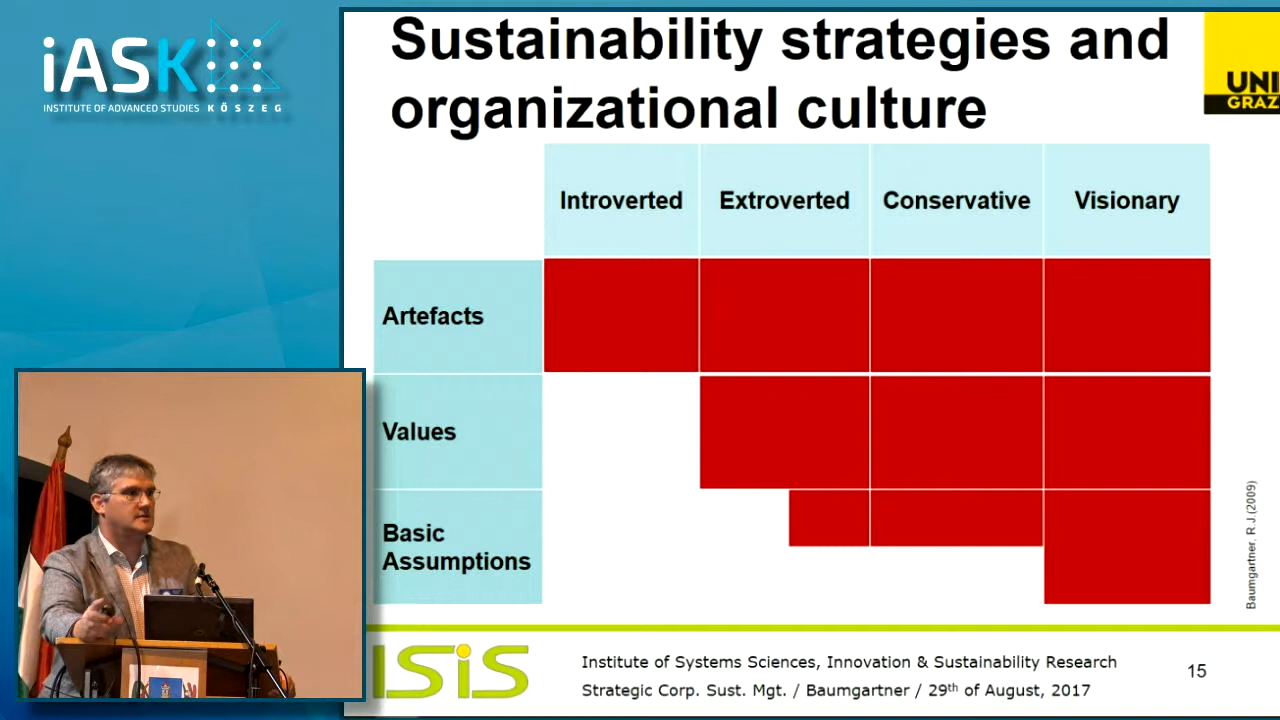 iASK
INSTITUTE OF ADVANCED STUDIES KŐSZEG
Sustainability strategies and
organizational culture
UNI
GRAZ
Introverted
Extroverted
Conservative
Visionary
Artefacts
Values
Basic
Assumptions
Baumgartner, R.J.(2009)
ISIS
Institute of Systems Sciences, Innovation & Sustainability Research
Strategic Corp. Sust. Mgt. / Baumgartner / 29th of August, 2017
15